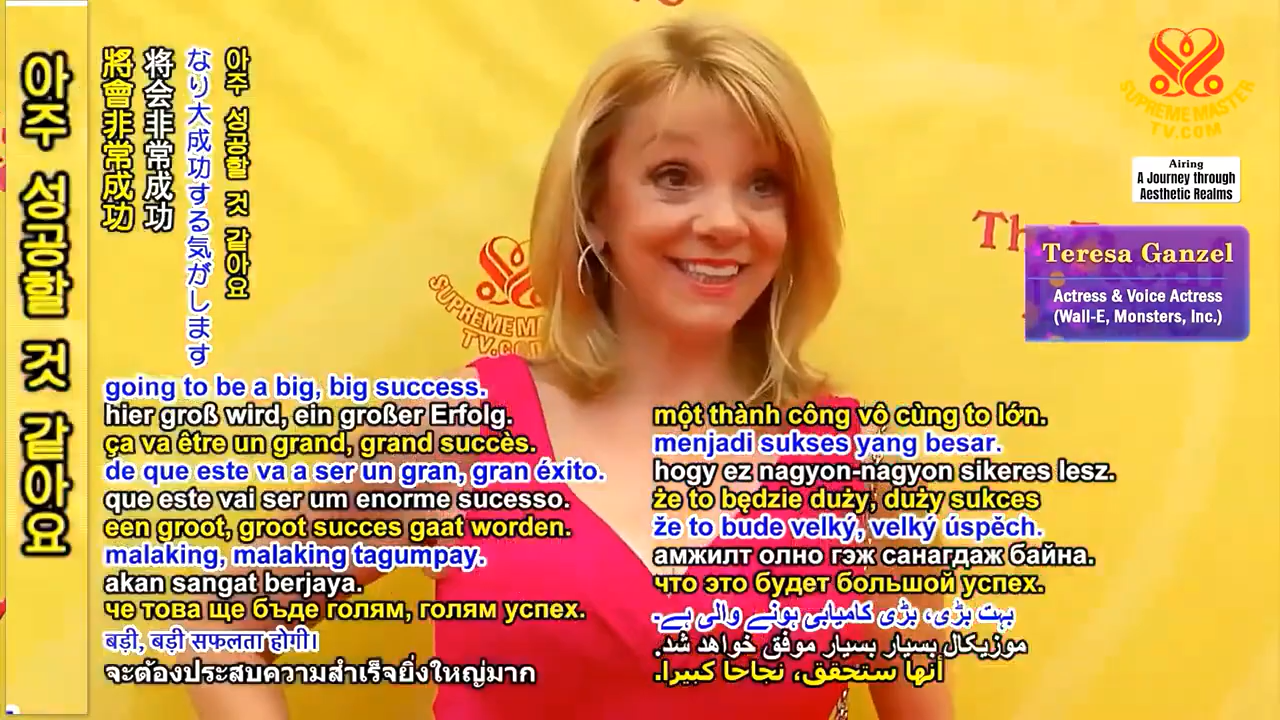 아주 성공할 것 같아요
將會非常成功
将会非常成功
なり大成功する気がします
아주 성공할 것 같아요
going to be a big, big success.
hier groß wird, ein großer Erfolg.
ça va être un grand, grand succès.
de que este va a ser un gran, gran éxito.
que este vai ser um enorme sucesso.
een groot, groot succes gaat worden.
malaking, malaking tagumpay.
akan sangat berjaya.
че това ще бъде голям, голям успех.
बड़ी, बड़ी सफलता होगी।
จะต้องประสบความสำเร็จยิ่งใหญ่มาก
một thành công vô cùng to lớn.
menjadi sukses yang besar.
hogy ez nagyon-nagyon sikeres lesz.
że to będzie duży, duży sukces
že to bude velký, velký úspěch.
амжилт олно гэж санагдаж байна.
что это будет большой успех.
بہت بڑی، بڑی کامیابی ہونے والی ہے۔
موزیکال بسیار بسیار موفق خواهد شد.
أنها ستحقق، نجاحا كبيرا.
SUPREME MASTER
TV.COM
Airing
A Journey through
Aesthetic Realms
Teresa Ganzel
Actress & Voice Actress
(Wall-E, Monsters, Inc.)
SUPREME M
TV.CO